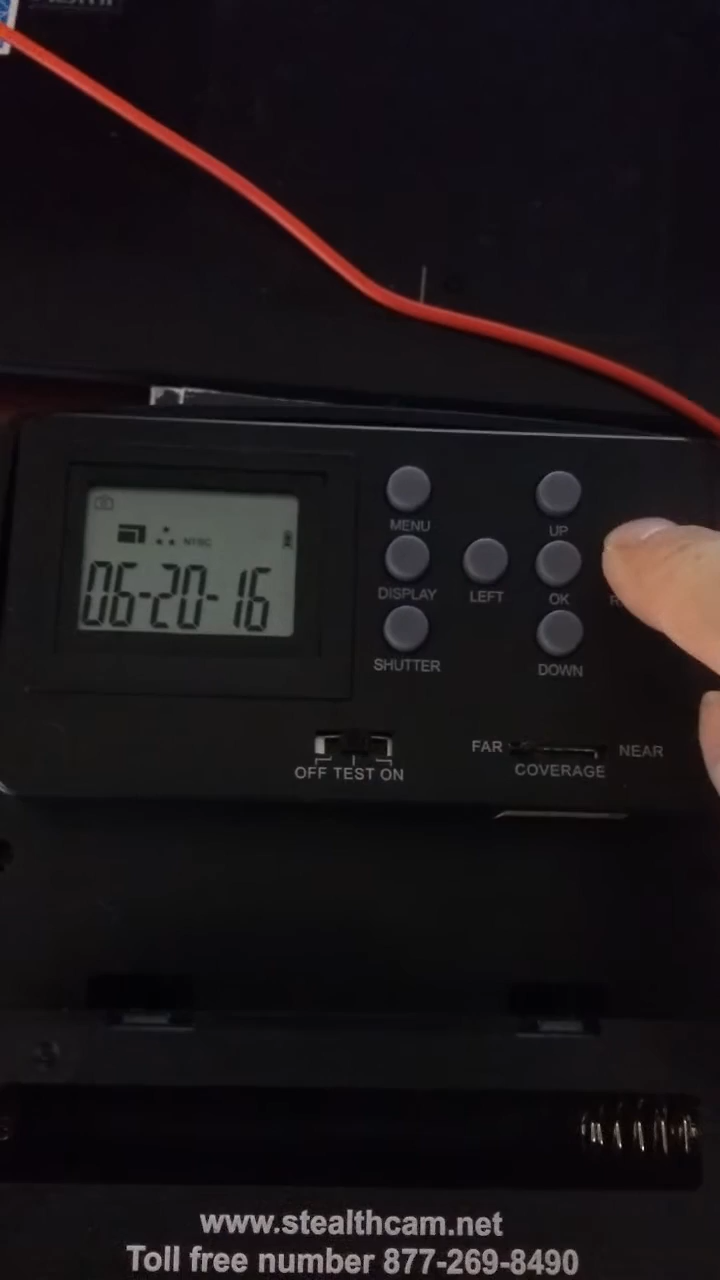 NTSC
06-20-16
MENU
UP
DISPLAY
LEFT
OK
SHUTTER
DOWN
OFF TEST ON
FAR
NEAR
COVERAGE
www.stealthcam.net
Toll free number 877-269-8490